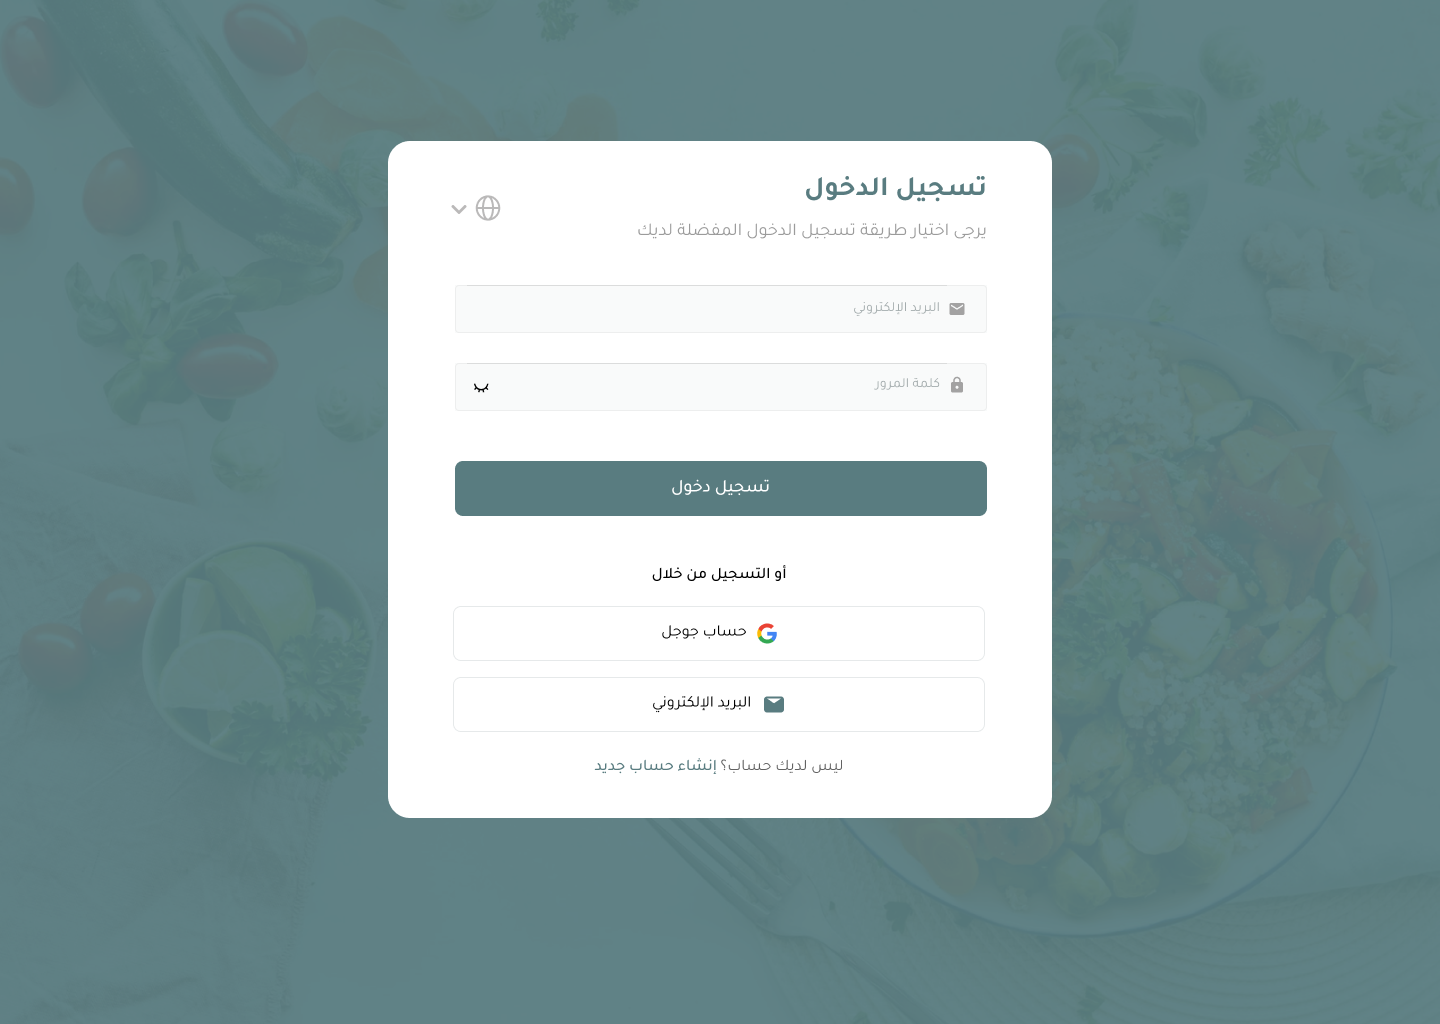 تسجيل الدخول
يرجى اختيار طريقة تسجيل الدخول المفضلة لديك
البريد الإلكتروني
كلمة المرور
تسجيل دخول
أو التسجيل من خلال
حساب جوجل
البريد الإلكتروني
ليس لديك حساب؟ إنشاء حساب جديد